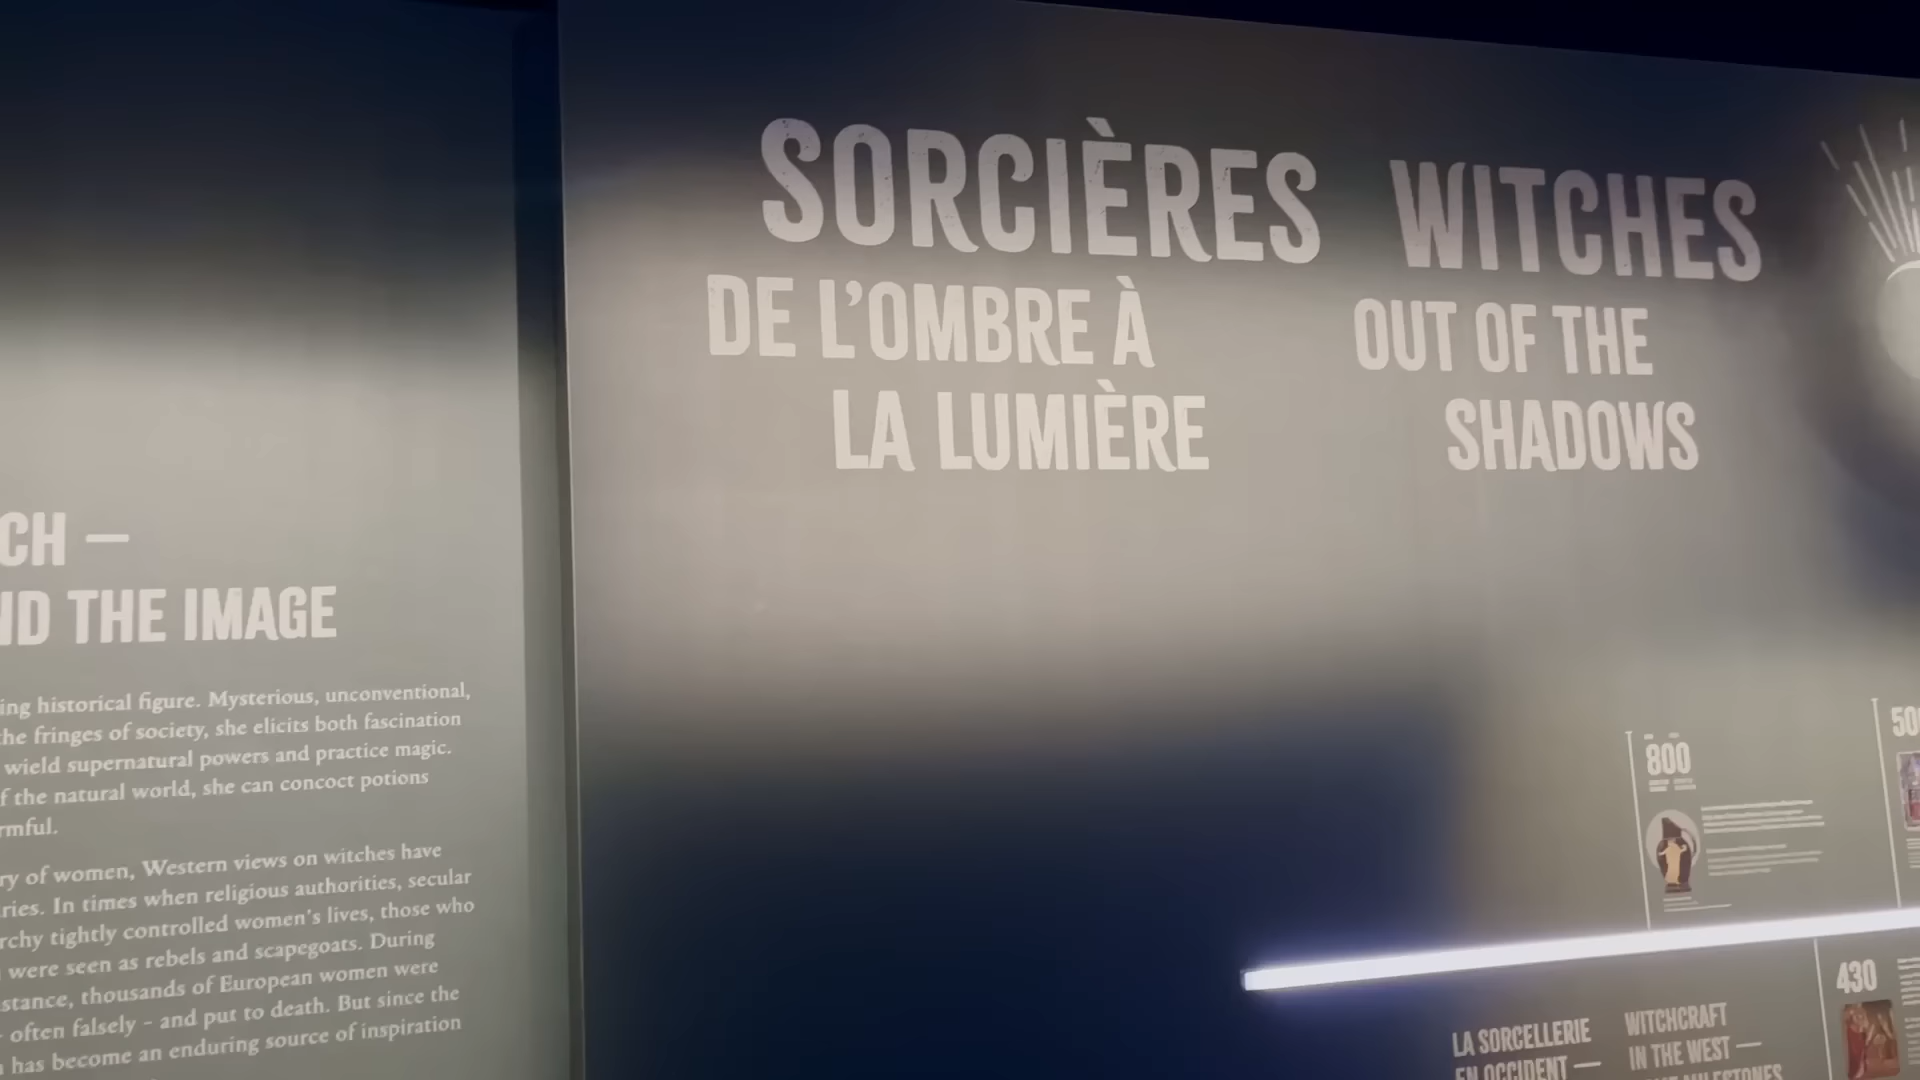 CH —
ND THE IMAGE
ing historical figure. Mysterious, unconventional,
the fringes of society, she elicits both fascination
wield supernatural powers and practice magic.
f the natural world, she can concoct potions
rmful.
ry of women, Western views on witches have
ries. In times when religious authorities, secular
rchy tightly controlled women's lives, those who
were seen as rebels and scapegoats. During
stance, thousands of European women were
- often falsely - and put to death. But since the
has become an enduring source of inspiration
SORCIÈRES
DE L'OMBRE À
LA LUMIÈRE
WITCHES
OUT OF THE
SHADOWS
800
50
430
LA SORCELLERIE
EN OCCIDENT —
WITCHCRAFT
IN THE WEST —
MILESTONES